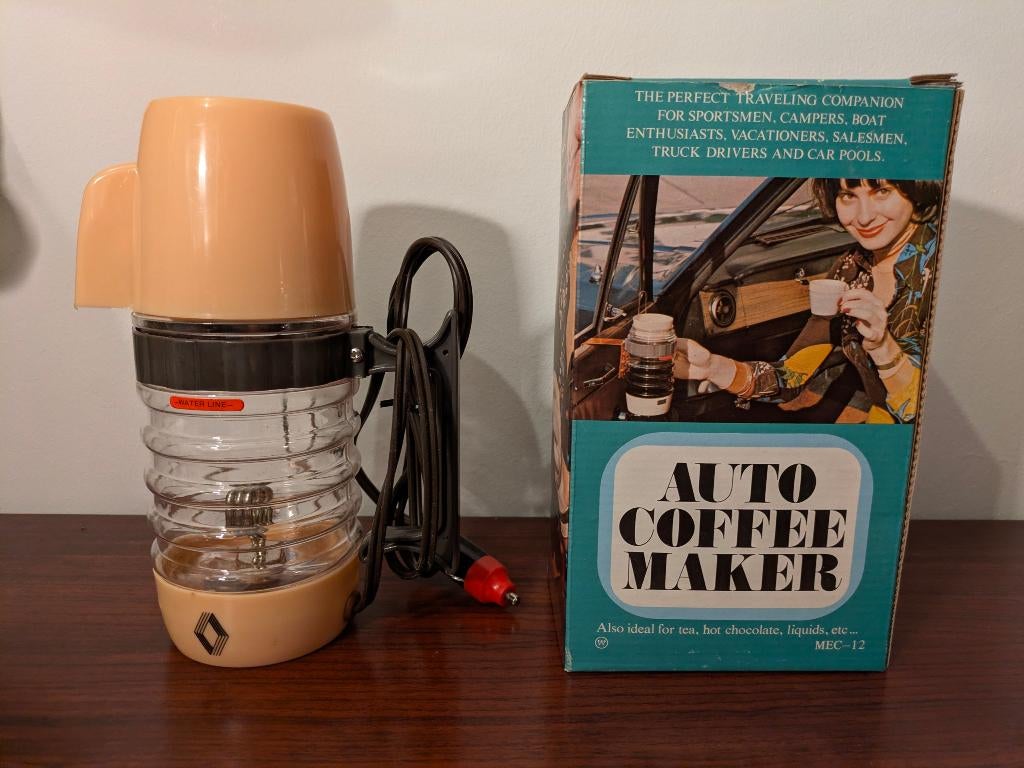 –WATER LINE–
THE PERFECT TRAVELING COMPANION
FOR SPORTSMEN, CAMPERS, BOAT
ENTHUSIASTS, VACATIONERS, SALESMEN,
TRUCK DRIVERS AND CAR POOLS.
AUTO
COFFEE
MAKER
Also ideal for tea, hot chocolate, liquids, etc...
W
MEC–12